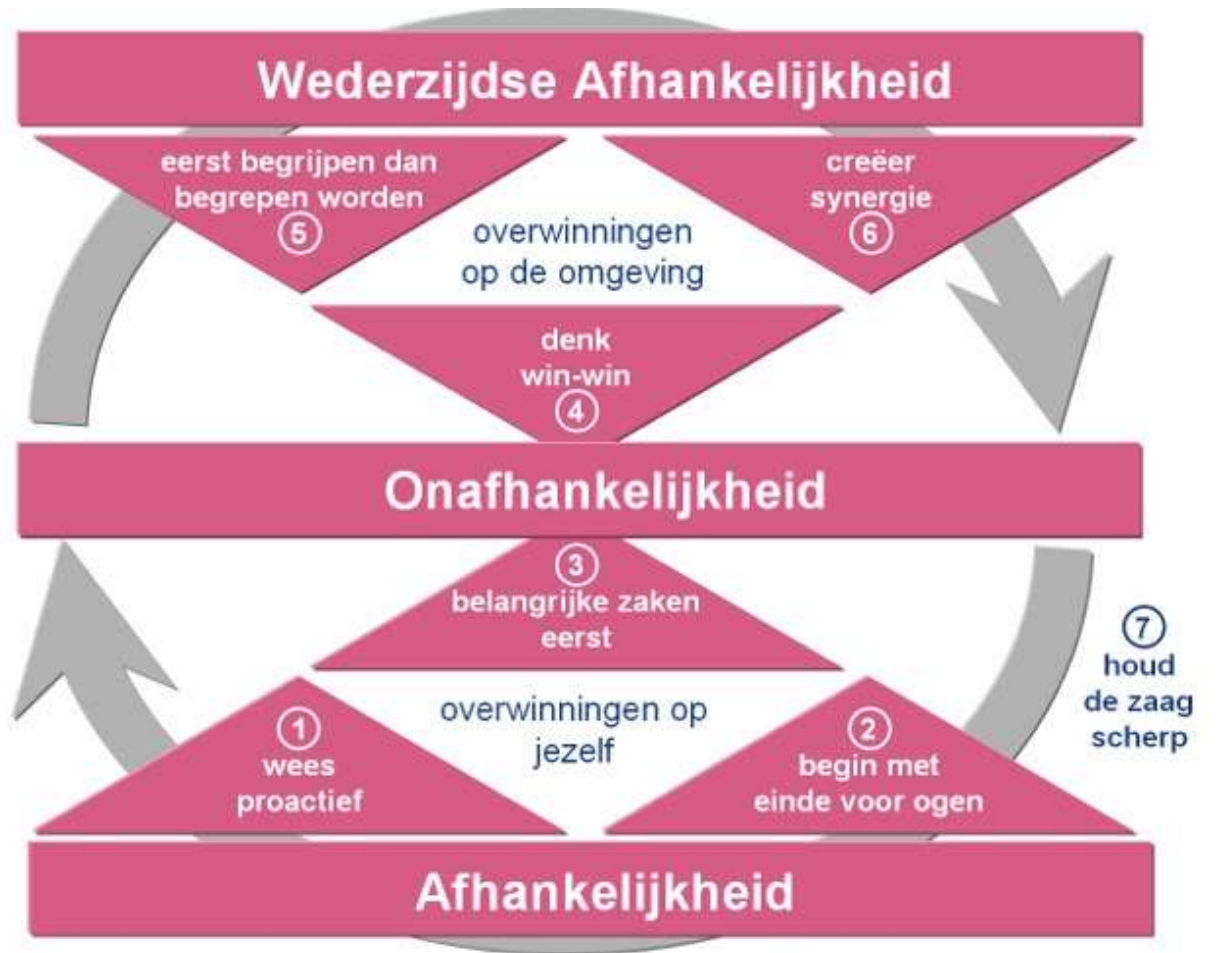 Wederzijdse Afhankelijkheid
eerst begrijpen dan
begrepen worden
5
creëer
synergie
6
overwinningen
op de omgeving
denk
win-win
4
Onafhankelijkheid
3
belangrijke zaken
eerst
7
houd
de zaag
scherp
overwinningen op
jezelf
1
wees
proactief
2
begin met
einde voor ogen
Afhankelijkheid